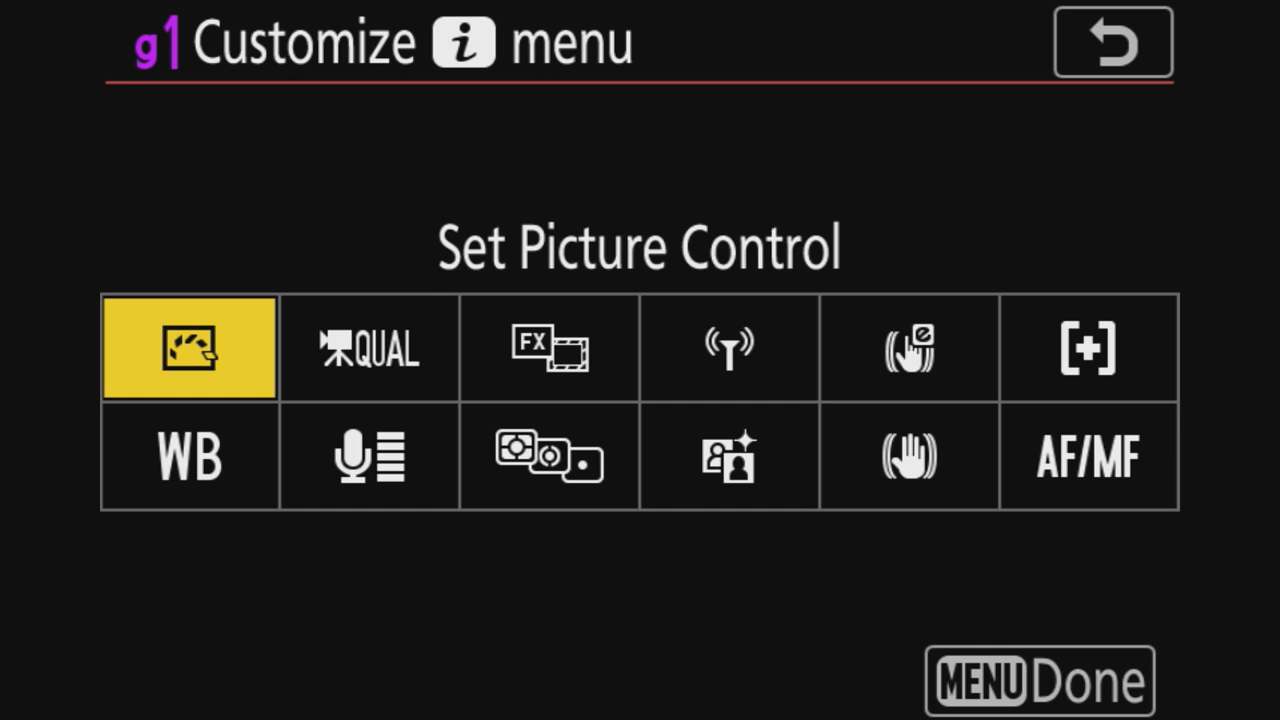 g1 Customize i menu
Set Picture Control
QUAL FX
WB AF/MF
MENU Done